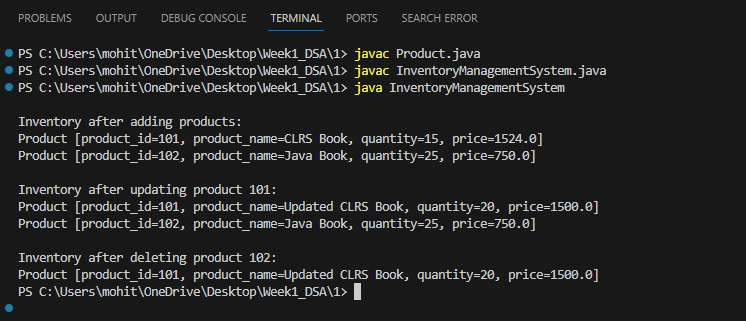 PROBLEMS OUTPUT DEBUG CONSOLE TERMINAL PORTS SEARCH ERROR
PS C:\Users\mohit\OneDrive\Desktop\Week1_DSA\1> javac Product.java
PS C:\Users\mohit\OneDrive\Desktop\Week1_DSA\1> javac InventoryManagementSystem.java
PS C:\Users\mohit\OneDrive\Desktop\Week1_DSA\1> java InventoryManagementSystem
Inventory after adding products:
Product [product_id=101, product_name=CLRS Book, quantity=15, price=1524.0]
Product [product_id=102, product_name=Java Book, quantity=25, price=750.0]
Inventory after updating product 101:
Product [product_id=101, product_name=Updated CLRS Book, quantity=20, price=1500.0]
Product [product_id=102, product_name=Java Book, quantity=25, price=750.0]
Inventory after deleting product 102:
Product [product_id=101, product_name=Updated CLRS Book, quantity=20, price=1500.0]
PS C:\Users\mohit\OneDrive\Desktop\Week1_DSA\1>